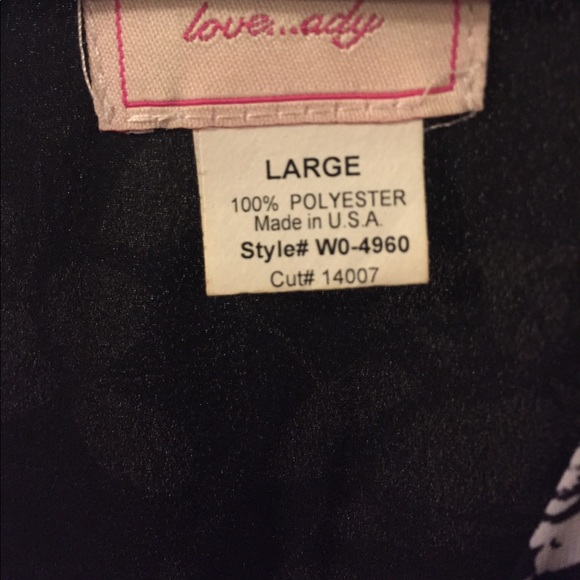 love...ady
LARGE
100% POLYESTER
Made in U.S.A.
Style# W0-4960
Cut# 14007